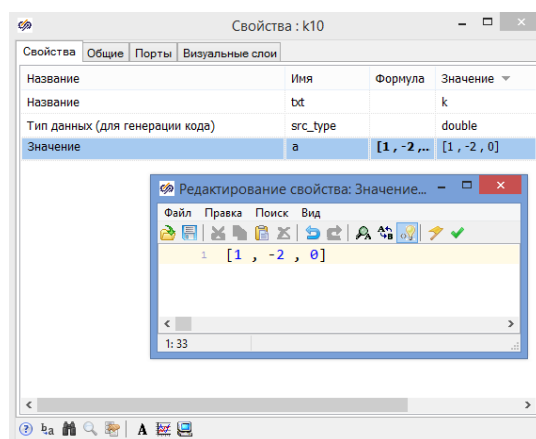 Свойства : k10
Свойства Общие Порты Визуальные слои
Название Имя Формула Значение
Название txt k
Тип данных (для генерации кода) src_type double
Значение a [1 , -2 ,.. [1 , -2 , 0]
Редактирование свойства: Значение...
Файл Правка Поиск Вид
1 [1 , -2 , 0]
1: 33